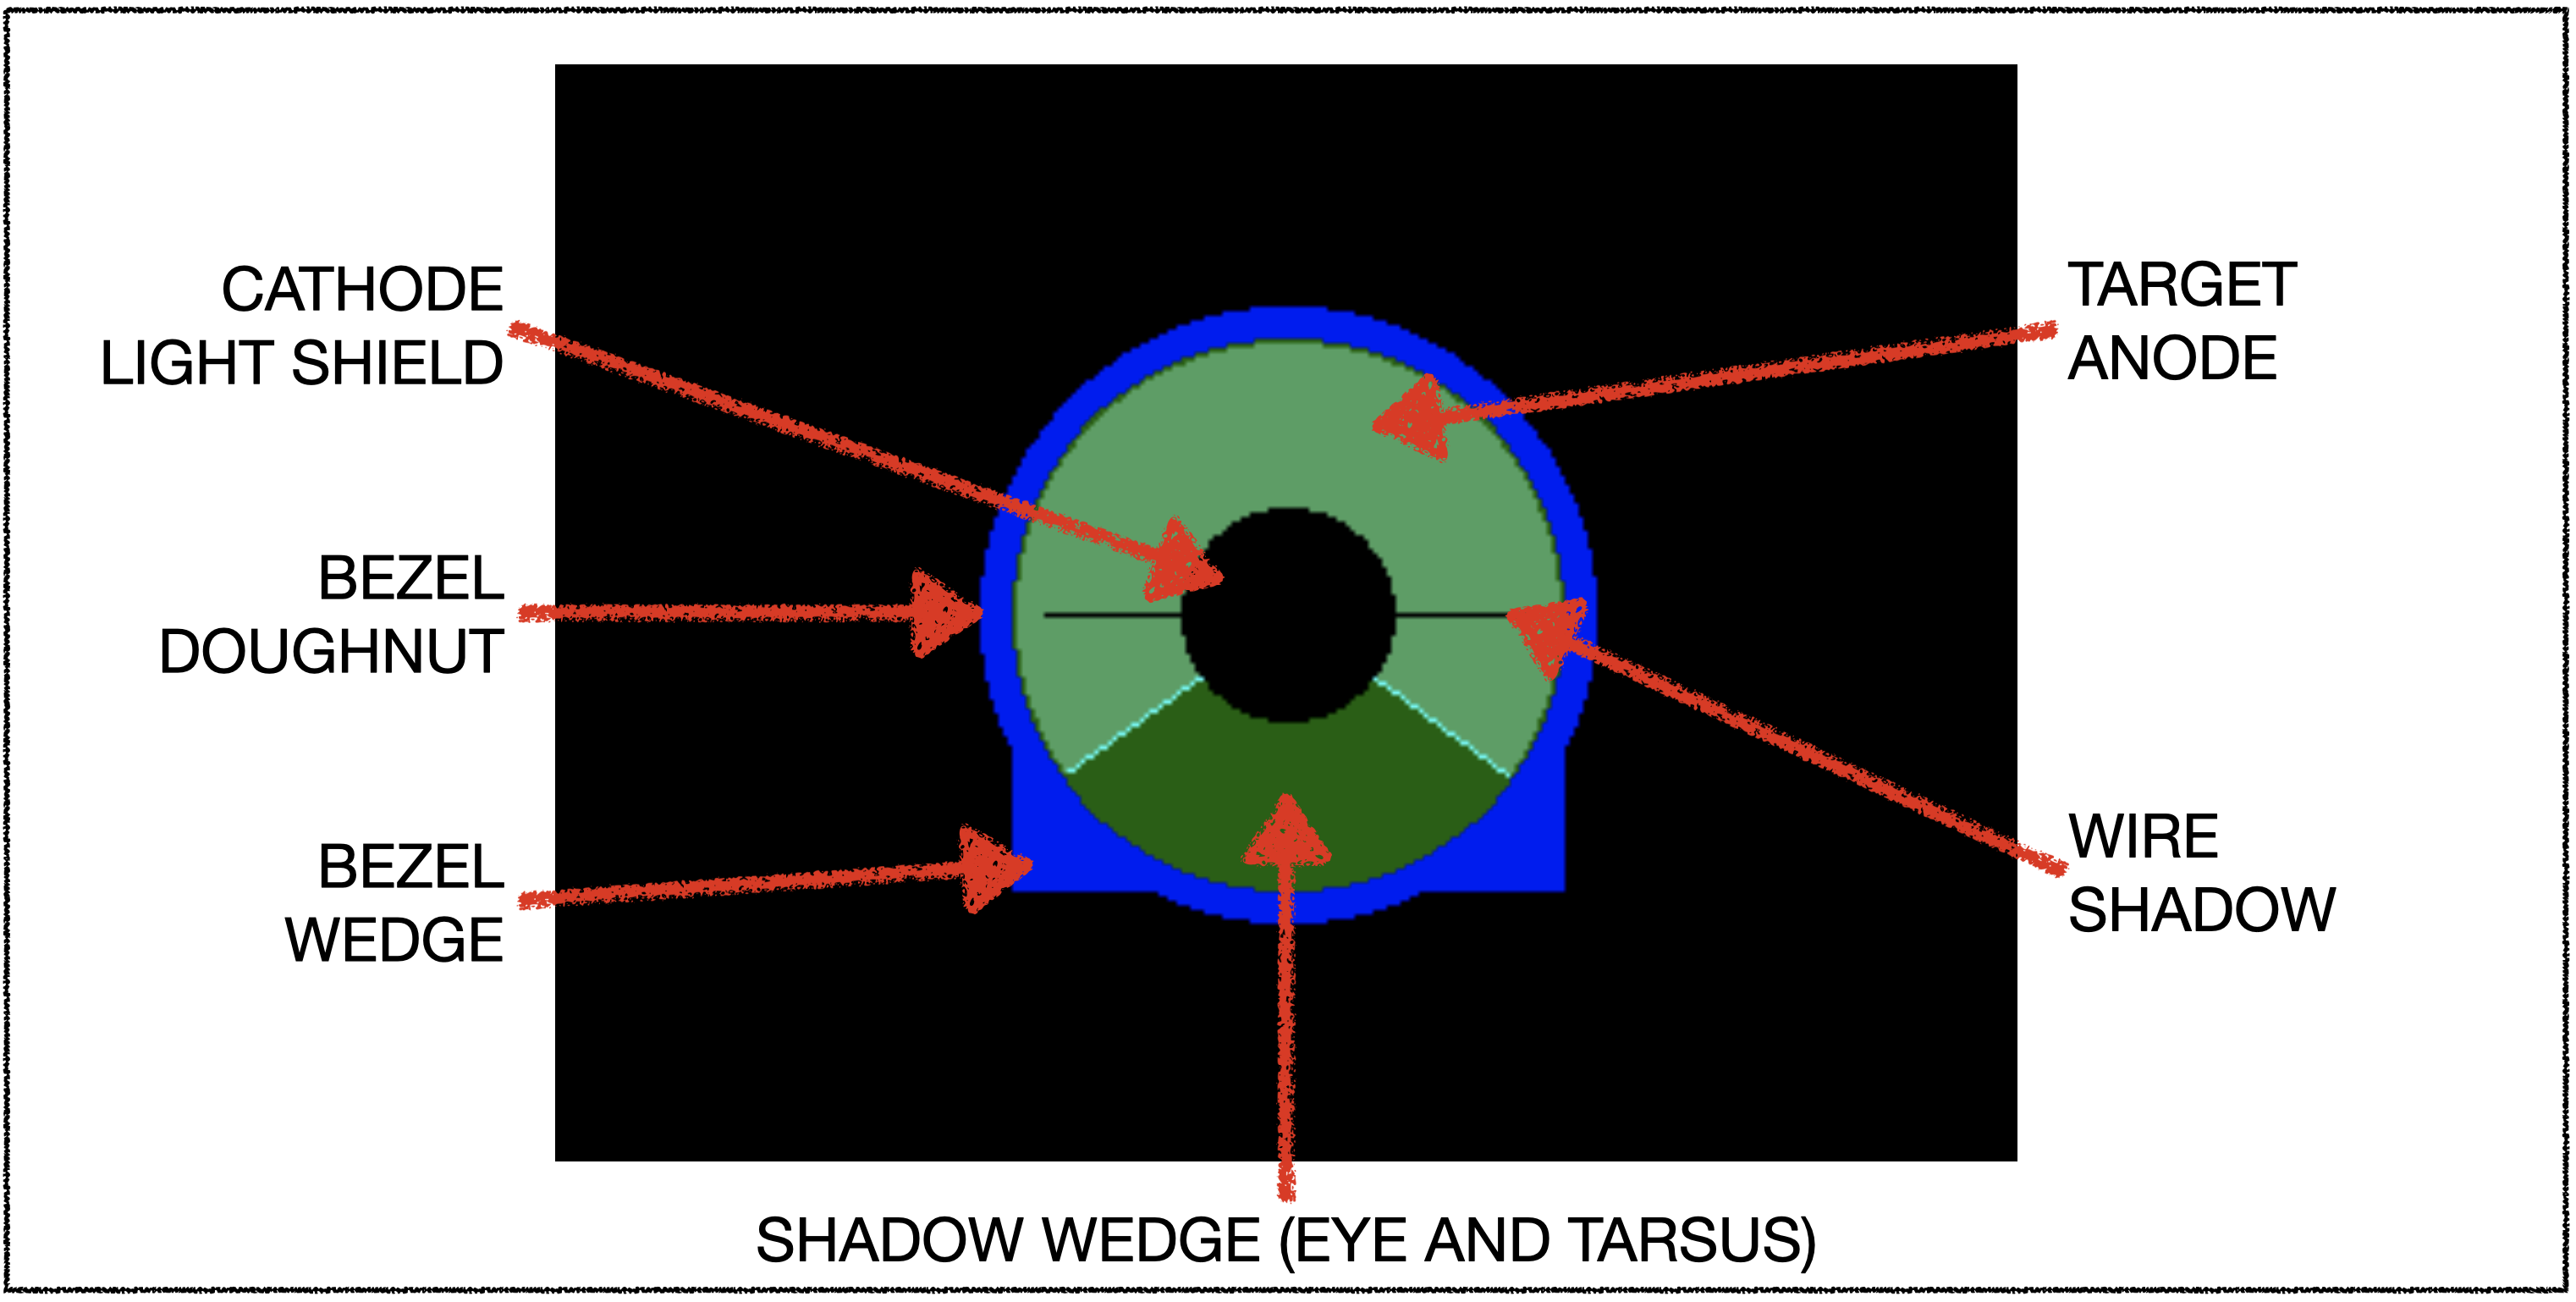 CATHODE
LIGHT SHIELD
BEZEL
DOUGHNUT
BEZEL
WEDGE
TARGET
ANODE
WIRE
SHADOW
SHADOW WEDGE (EYE AND TARSUS)